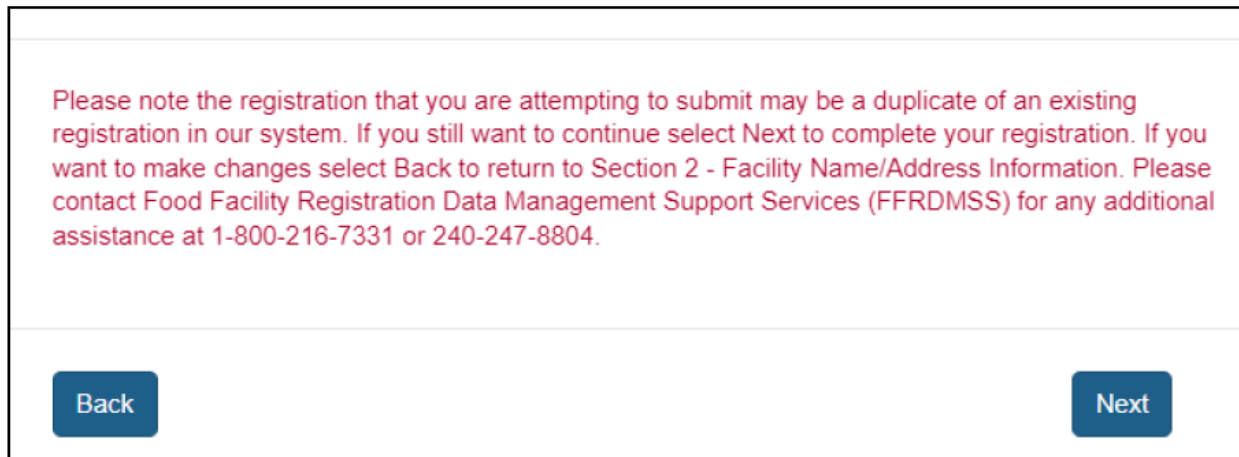 Please note the registration that you are attempting to submit may be a duplicate of an existing
registration in our system. If you still want to continue select Next to complete your registration. If you
want to make changes select Back to return to Section 2 - Facility Name/Address Information. Please
contact Food Facility Registration Data Management Support Services (FFRDMSS) for any additional
assistance at 1-800-216-7331 or 240-247-8804.
Back
Next